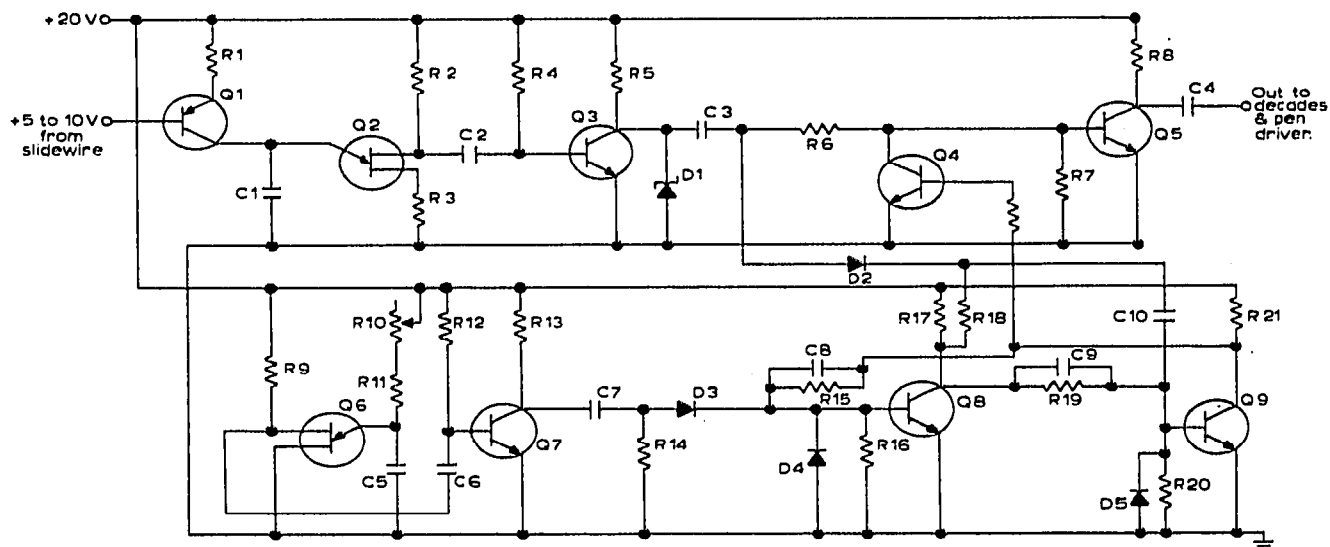 +20V
R1
R2
R4
R5
R8
C4
Out to
decades
& pen
driver.
+5 to 10V
from
slidewire
Q1
Q2
C2
Q3
C3
R6
Q4
Q5
C1
R3
D1
R7
D2
R9
R10
R12
R13
R17
R18
C10
R21
R11
C8
C9
Q6
C7
D3
R15
Q8
R19
Q9
Q7
C5
C6
R14
D4
R16
D5
R20